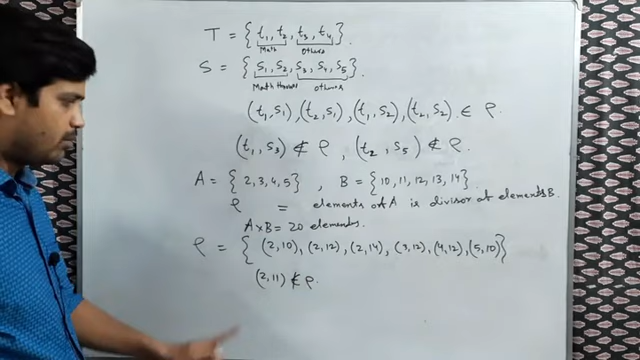 T = { t₁, t₂, t₃, t₄ }.
Math Others
S = { S₁, S₂, S₃, S₄, S₅ }.
Math honors others
(t₁, S₁), (t₂, S₁), (t₁, S₂), (t₂, S₂) ∈ ρ.
(t₁, S₃) ∉ ρ , (t₂, S₅) ∉ ρ.
A = { 2, 3, 4, 5 } , B = { 10, 11, 12, 13, 14 }.
ρ = elements of A is divisor of elements B.
A×B = 20 elements.
ρ = { (2, 10), (2, 12), (2, 14), (3, 12), (4, 12), (5, 10) }
(2, 11) ∉ ρ.